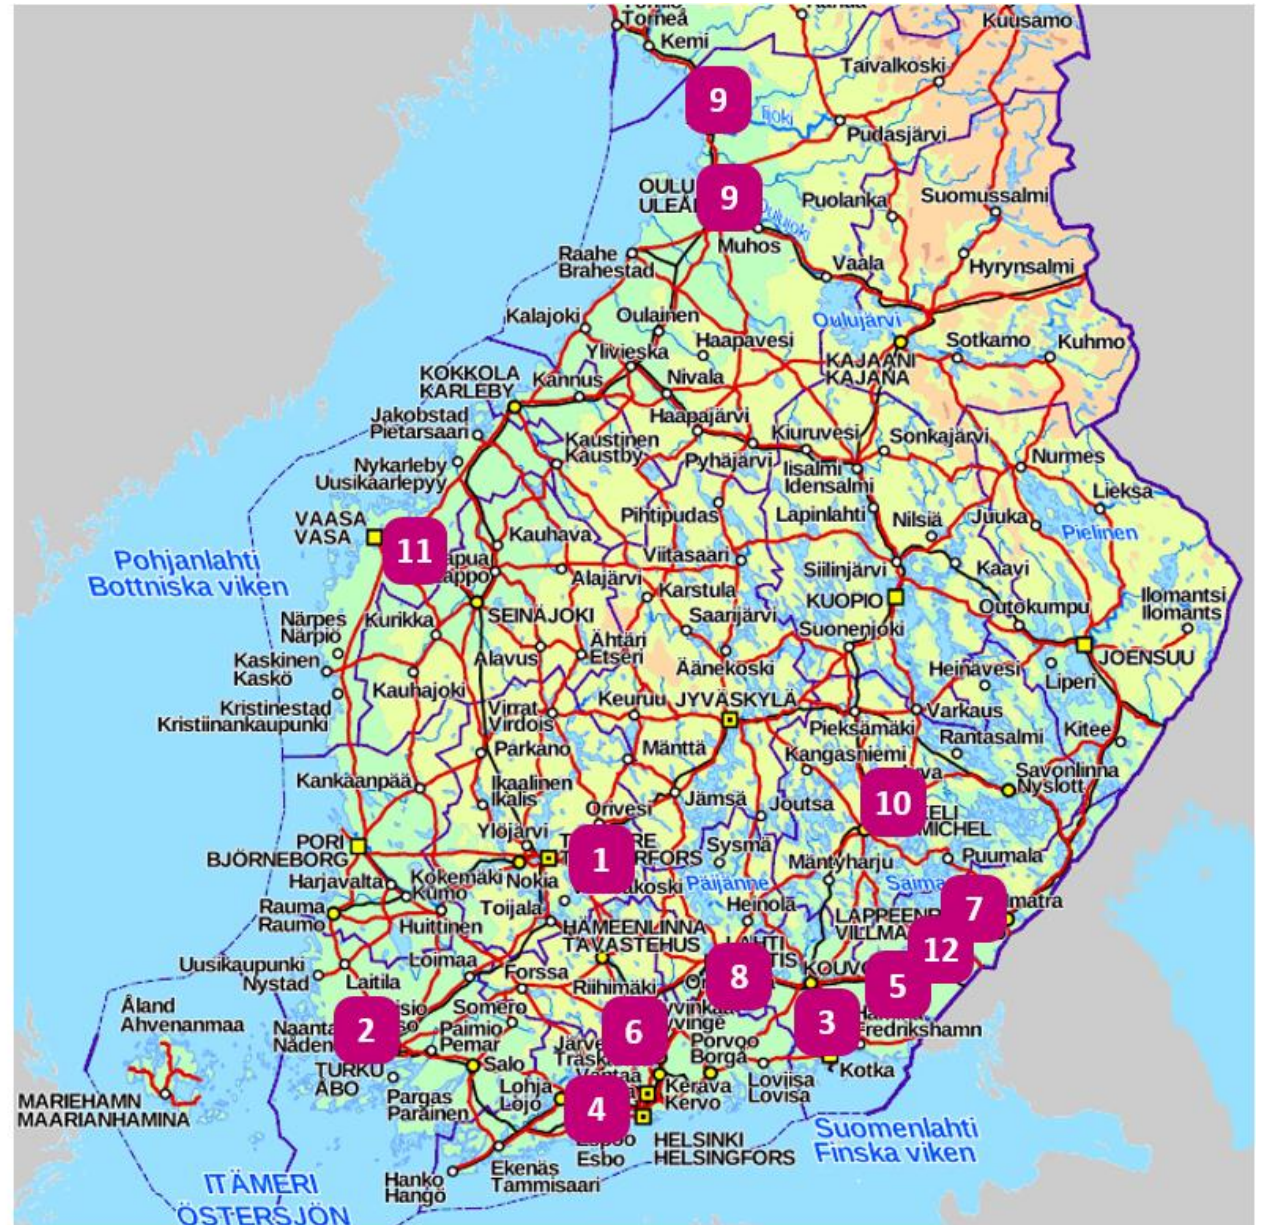 Torneå
Kemi
Kuusamo
Taivalkoski
9
Iijoki
Pudasjärvi
OULU
9
Oulujoki
Puolanka
Suomussalmi
Muhos
Raahe
Brahestad
Vaala
Hyrynsalmi
Kalajoki
Oulainen
Oulujärvi
Haapavesi
Sotkamo
Kuhmo
Ylivieska
KAJAANI
KAJANA
KOKKOLA
KARLEBY
Kannus
Nivala
Jakobstad
Pietarsaari
Haapajärvi
Kaustinen
Kaustby
Kiuruvesi
Sonkajärvi
Pyhäjärvi
Iisalmi
Idensalmi
Nurmes
Nykarleby
Uusikaarlepyy
Lieksa
VAASA
VASA
Pihtipudas
Lapinlahti
Nilsiä
Juuka
Pielinen
11
Kauhava
Pohjanlahti
Bottniska viken
Viitasaari
Siilinjärvi
Kaavi
Alajärvi
Karstula
KUOPIO
Outokumpu
Ilomantsi
Ilomants
Närpes
Närpiö
Kurikka
SEINÄJOKI
Saarijärvi
Suonenjoki
Ähtäri
Etseri
Alavus
JOENSUU
Kaskinen
Kaskö
Äänekoski
Heinävesi
Liperi
Kauhajoki
Keuruu
JYVÄSKYLÄ
Kristinestad
Kristiinankaupunki
Virrat
Virdois
Pieksämäki
Varkaus
Kitee
Parkano
Mänttä
Kangasniemi
Rantasalmi
Kankaanpää
Ikaalinen
Ikalis
Savonlinna
Nyslott
Jämsä
Joutsa
10
Orivesi
MICHEL
Ylöjärvi
PORI
BJÖRNEBORG
1
Sysmä
Puumala
Mäntyharju
Harjavalta
Kokemäki
Kumo
Nokia
Päijänne
Saimaa
Rauma
Raumo
Toijala
Heinola
7
Imatra
Huittinen
HÄMEENLINNA
TAVASTEHUS
12
Uusikaupunki
Nystad
Loimaa
Laitila
Forssa
Riihimäki
8
5
Åland
Ahvenanmaa
2
Somero
6
3
Fredrikshamn
Paimio
Pemar
Porvoo
Borgå
TURKU
ÅBO
Salo
Kotka
MARIEHAMN
MAARIANHAMINA
Pargas
Parainen
Lohja
Lojo
4
Kerava
Kervo
Loviisa
Lovisa
Espoo
Esbo
HELSINKI
HELSINGFORS
Suomenlahti
Finska viken
Hanko
Hangö
Ekenäs
Tammisaari
ITÄMERI
ÖSTERSJÖN